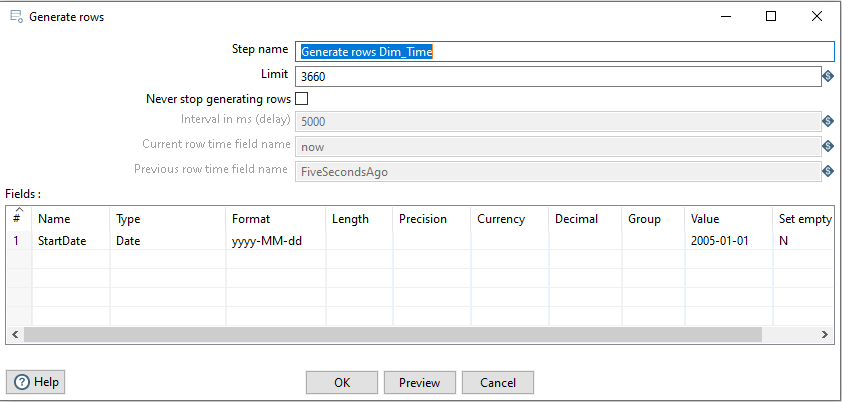 Generate rows
Step name Generate rows Dim_Time
Limit 3660
Never stop generating rows
Interval in ms (delay) 5000
Current row time field name now
Previous row time field name FiveSecondsAgo
Fields :
# Name Type Format Length Precision Currency Decimal Group Value Set empty
1 StartDate Date yyyy-MM-dd 2005-01-01 N
Help OK Preview Cancel